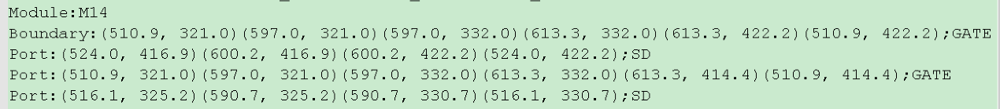 Module:M14
Boundary:(510.9, 321.0)(597.0, 321.0)(597.0, 332.0)(613.3, 332.0)(613.3, 422.2)(510.9, 422.2);GATE
Port:(524.0, 416.9)(600.2, 416.9)(600.2, 422.2)(524.0, 422.2);SD
Port:(510.9, 321.0)(597.0, 321.0)(597.0, 332.0)(613.3, 332.0)(613.3, 414.4)(510.9, 414.4);GATE
Port:(516.1, 325.2)(590.7, 325.2)(590.7, 330.7)(516.1, 330.7);SD